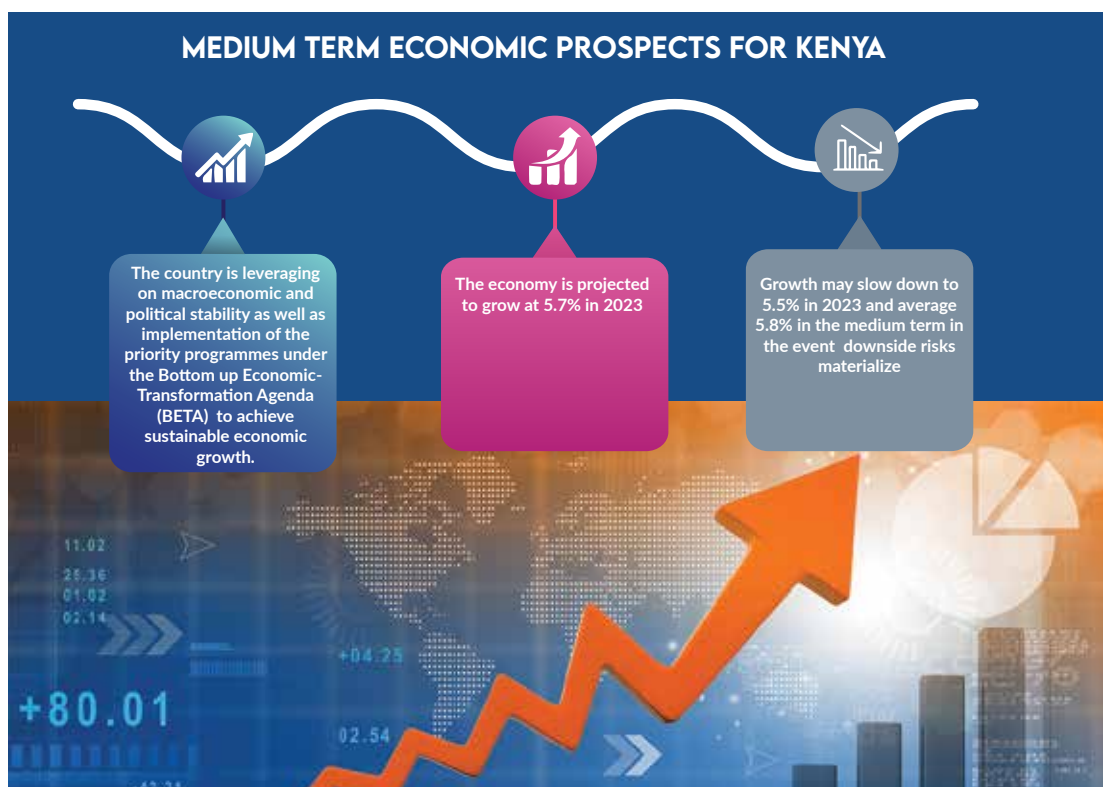 MEDIUM TERM ECONOMIC PROSPECTS FOR KENYA
The country is leveraging
on macroeconomic and
political stability as well as
implementation of the
priority programmes under
the Bottom up Economic-
Transformation Agenda
(BETA)  to achieve
sustainable economic
growth.
The economy is projected
to grow at 5.7% in 2023
Growth may slow down to
5.5% in 2023 and average
5.8% in the medium term in
the event  downside risks
materialize
11.02
25.36
01.02
02.14
+04.25
+80.01
02.54